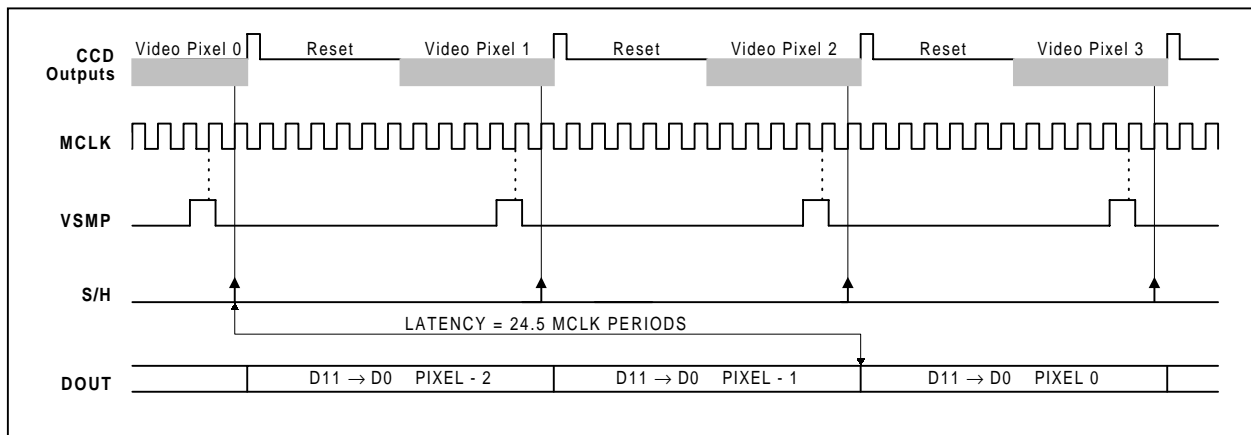 Video Pixel 0 Reset Video Pixel 1 Reset Video Pixel 2 Reset Video Pixel 3
CCD
Outputs
MCLK
VSMP
S/H
LATENCY = 24.5 MCLK PERIODS
DOUT D11 → D0 PIXEL - 2 D11 → D0 PIXEL - 1 D11 → D0 PIXEL 0